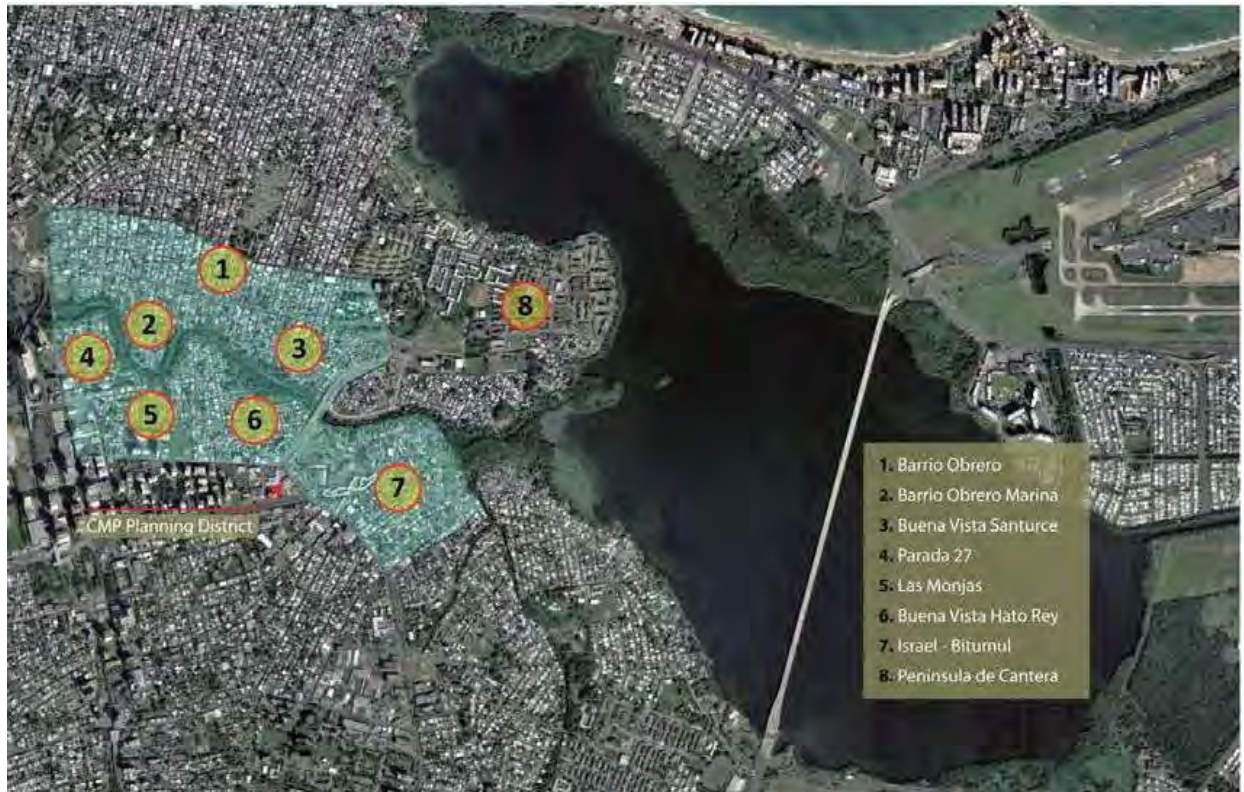 1
2
3
4
5
6
7
8
CMP Planning District
1. Barrio Obrero
2. Barrio Obrero Marina
3. Buena Vista Santurce
4. Parada 27
5. Las Monjas
6. Buena Vista Hato Rey
7. Israel - Bitumul
8. Peninsula de Cantera